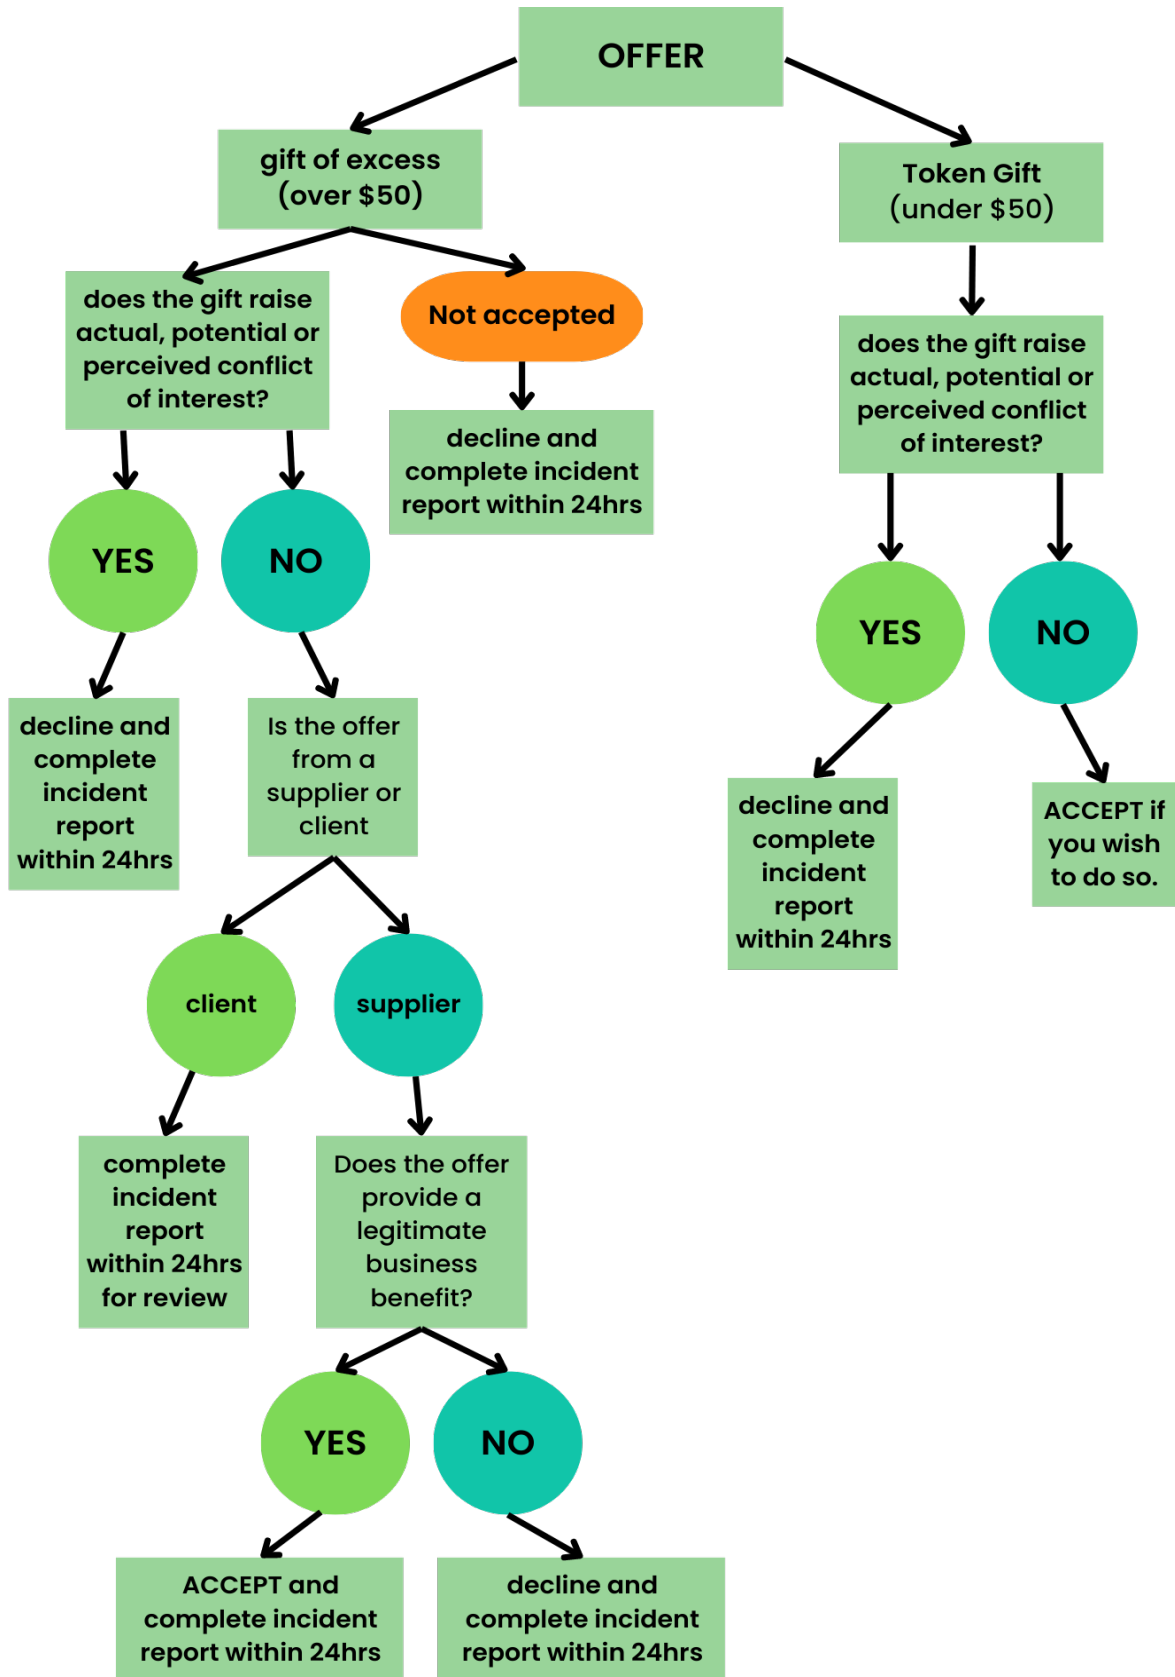 OFFER
gift of excess
(over $50)
Token Gift
(under $50)
does the gift raise
actual, potential or
perceived conflict
of interest?
Not accepted
decline and
complete incident
report within 24hrs
does the gift raise
actual, potential or
perceived conflict
of interest?
YES
NO
YES
NO
decline and
complete
incident
report
within 24hrs
Is the offer
from a
supplier or
client
decline and
complete
incident
report
within 24hrs
ACCEPT if
you wish
to do so.
client
supplier
complete
incident
report
within 24hrs
for review
Does the offer
provide a
legitimate
business
benefit?
YES
NO
ACCEPT and
complete incident
report within 24hrs
decline and
complete incident
report within 24hrs